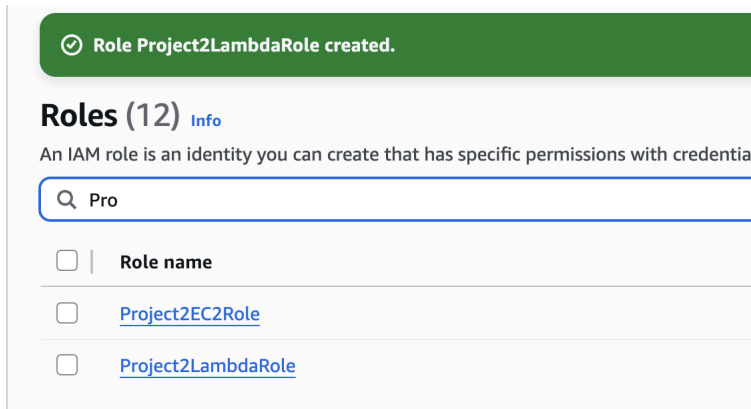 Role Project2LambdaRole created.
Roles (12) Info
An IAM role is an identity you can create that has specific permissions with credentia
Pro
Role name
Project2EC2Role
Project2LambdaRole